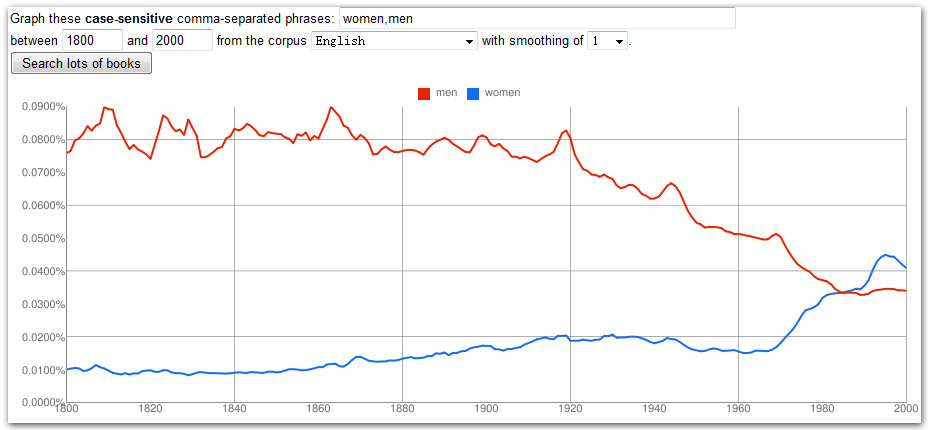 Graph these case-sensitive comma-separated phrases: women,men
between 1800 and 2000 from the corpus English with smoothing of 1 .
Search lots of books
men women
0.0900%
0.0800%
0.0700%
0.0600%
0.0500%
0.0400%
0.0300%
0.0200%
0.0100%
0.0000%
1800 1820 1840 1860 1880 1900 1920 1940 1960 1980 2000